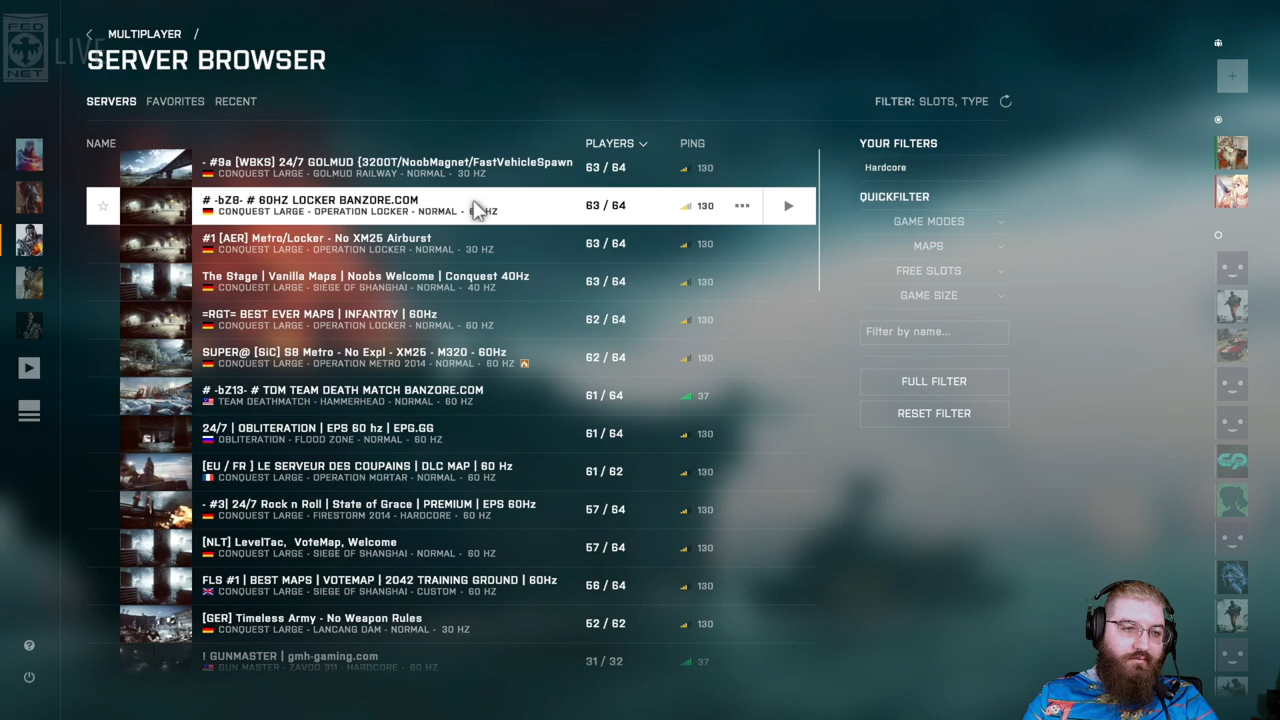 FED
NET
LIVE
MULTIPLAYER /
SERVER BROWSER
SERVERS FAVORITES RECENT
FILTER: SLOTS, TYPE
NAME PLAYERS PING
- #9a [WBKS] 24/7 GOLMUD {3200T/NoobMagnet/FastVehicleSpawn 63 / 64 130
CONQUEST LARGE - GOLMUD RAILWAY - NORMAL - 30 HZ
# -bZ8- # 60HZ LOCKER BANZORE.COM 63 / 64 130
CONQUEST LARGE - OPERATION LOCKER - NORMAL - 60 HZ
#1 [AER] Metro/Locker - No XM25 Airburst 63 / 64 130
CONQUEST LARGE - OPERATION LOCKER - NORMAL - 30 HZ
The Stage | Vanilla Maps | Noobs Welcome | Conquest 40Hz 63 / 64 130
CONQUEST LARGE - SIEGE OF SHANGHAI - NORMAL - 40 HZ
=RGT= BEST EVER MAPS | INFANTRY | 60Hz 62 / 64 130
CONQUEST LARGE - OPERATION LOCKER - NORMAL - 60 HZ
SUPER@ [SiC] S8 Metro - No Expl - XM25 - M320 - 60Hz 62 / 64 130
CONQUEST LARGE - OPERATION METRO 2014 - NORMAL - 60 HZ
# -bZ13- # TDM TEAM DEATH MATCH BANZORE.COM 61 / 64 37
TEAM DEATHMATCH - HAMMERHEAD - NORMAL - 60 HZ
24/7 | OBLITERATION | EPS 60 hz | EPG.GG 61 / 64 130
OBLITERATION - FLOOD ZONE - NORMAL - 60 HZ
[EU / FR ] LE SERVEUR DES COUPAINS | DLC MAP | 60 Hz 61 / 62 130
CONQUEST LARGE - OPERATION MORTAR - NORMAL - 60 HZ
- #3| 24/7 Rock n Roll | State of Grace | PREMIUM | EPS 60Hz 57 / 64 130
CONQUEST LARGE - FIRESTORM 2014 - HARDCORE - 60 HZ
[NLT] LevelTac, VoteMap, Welcome 57 / 64 130
CONQUEST LARGE - SIEGE OF SHANGHAI - NORMAL - 60 HZ
FLS #1 | BEST MAPS | VOTEMAP | 2042 TRAINING GROUND | 60Hz 56 / 64 130
CONQUEST LARGE - SIEGE OF SHANGHAI - CUSTOM - 60 HZ
[GER] Timeless Army - No Weapon Rules 52 / 62 130
CONQUEST LARGE - LANCANG DAM - NORMAL - 30 HZ
! GUNMASTER | gmh-gaming.com 31 / 32 37
GUN MASTER - ZAVOD 311 - HARDCORE - 60 HZ
YOUR FILTERS
Hardcore
QUICKFILTER
GAME MODES
MAPS
FREE SLOTS
GAME SIZE
Filter by name...
FULL FILTER
RESET FILTER